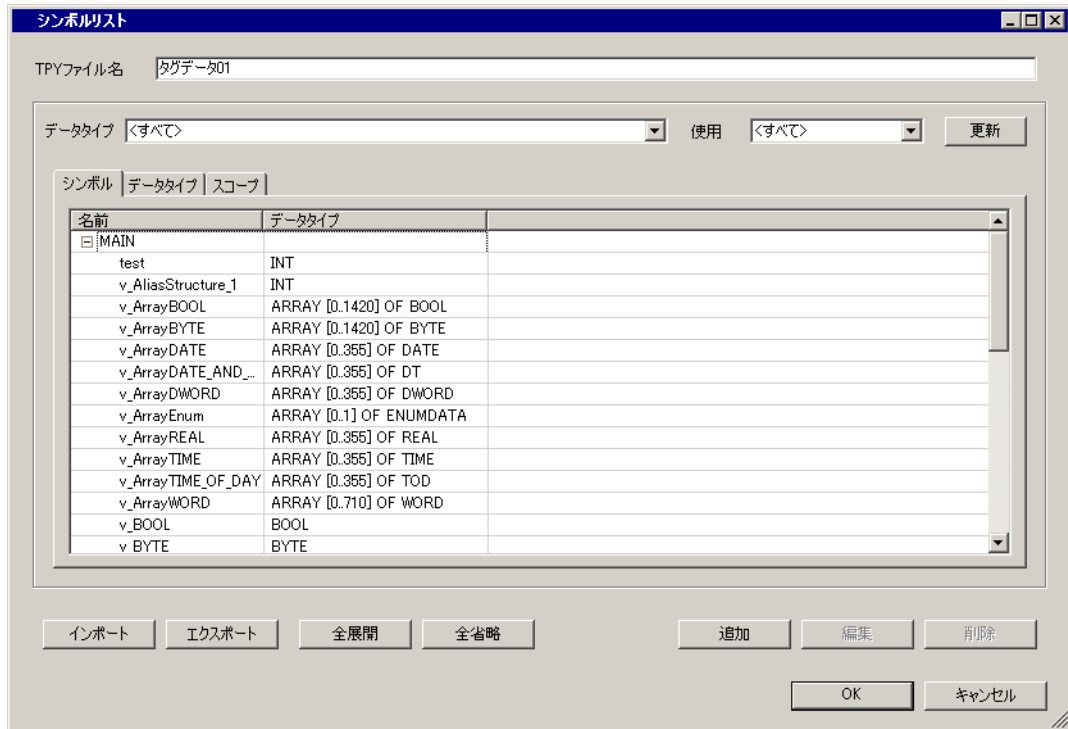 シンボルリスト
TPYファイル名 タグデータ01
データタイプ <すべて> 使用 <すべて> 更新
シンボル データタイプ スコープ
名前 データタイプ
MAIN
test INT
v_AliasStructure_1 INT
v_ArrayBOOL ARRAY [0..1420] OF BOOL
v_ArrayBYTE ARRAY [0..1420] OF BYTE
v_ArrayDATE ARRAY [0..355] OF DATE
v_ArrayDATE_AND_... ARRAY [0..355] OF DT
v_ArrayDWORD ARRAY [0..355] OF DWORD
v_ArrayEnum ARRAY [0..1] OF ENUMDATA
v_ArrayREAL ARRAY [0..355] OF REAL
v_ArrayTIME ARRAY [0..355] OF TIME
v_ArrayTIME_OF_DAY ARRAY [0..355] OF TOD
v_ArrayWORD ARRAY [0..710] OF WORD
v_BOOL BOOL
v_BYTE BYTE
インポート エクスポート 全展開 全省略 追加 編集 削除
OK キャンセル